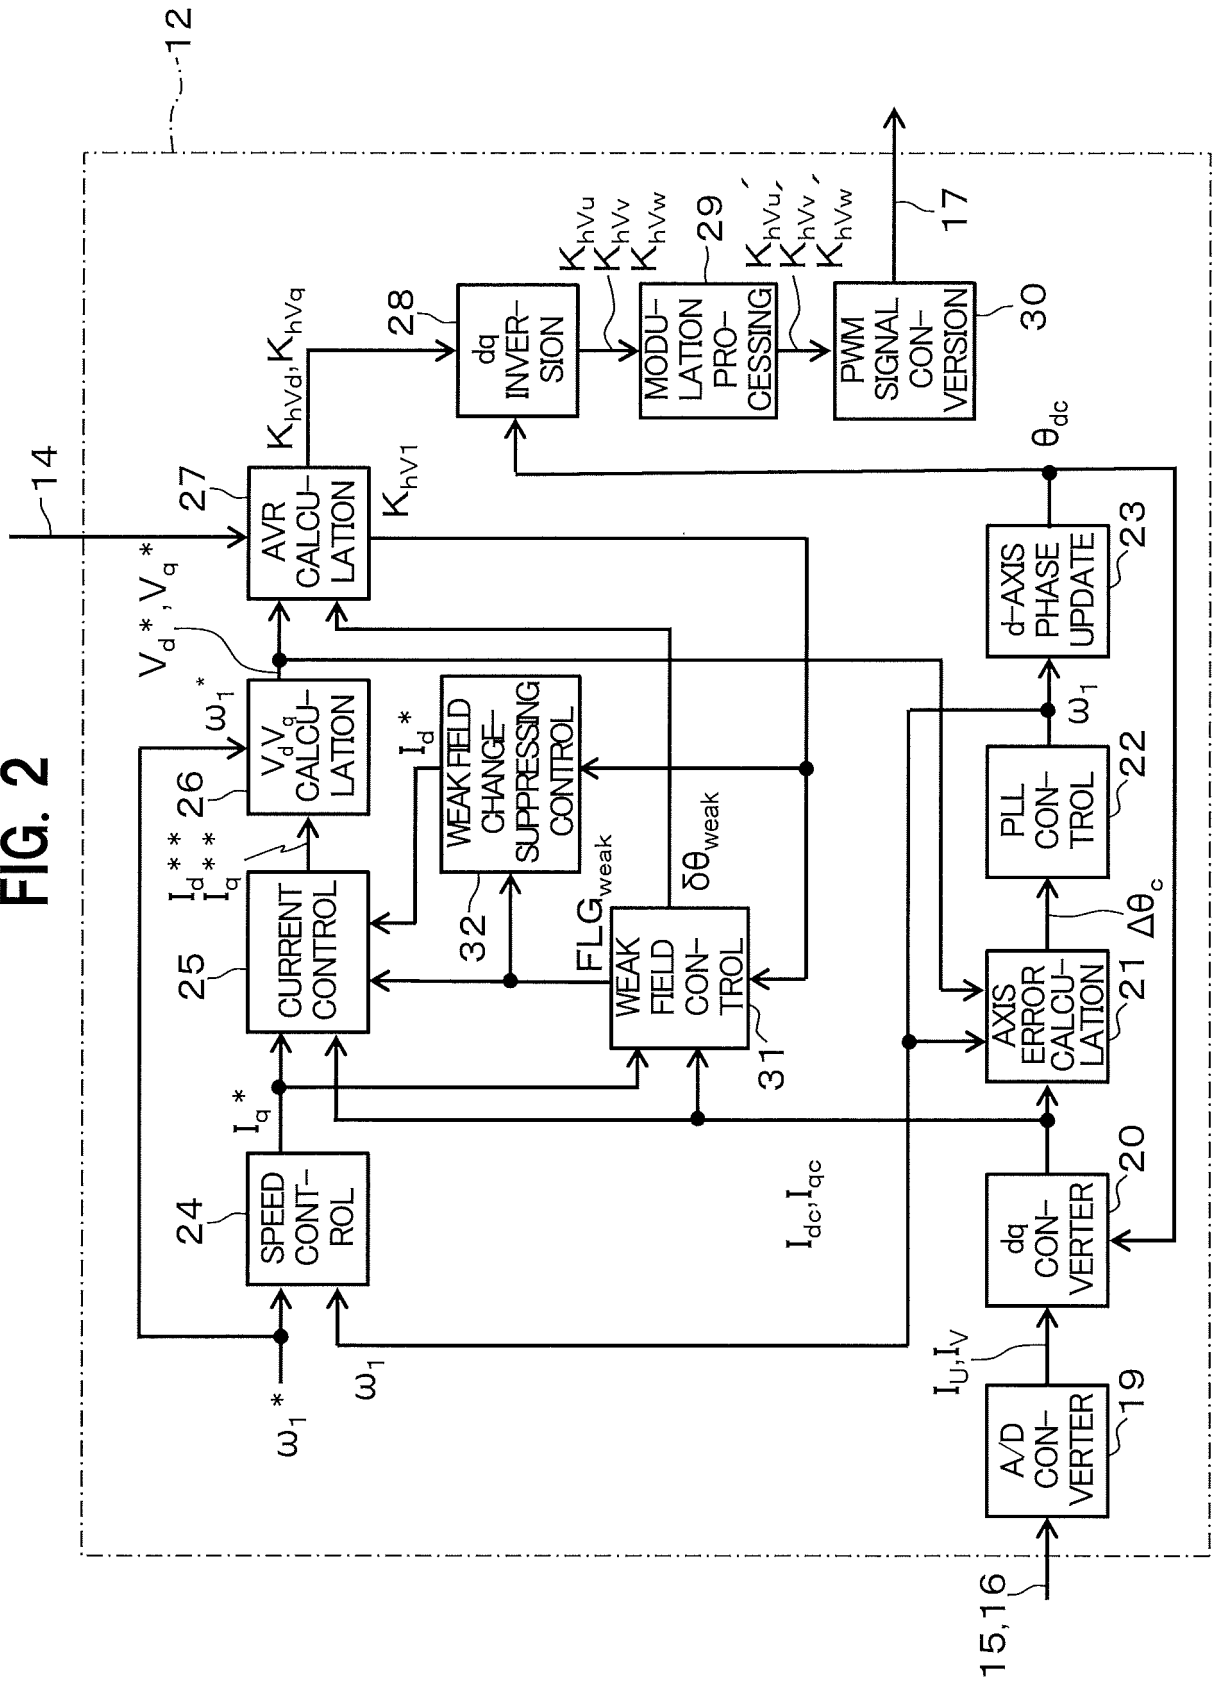 FIG. 2
12
14
ω1*
ω1
24
SPEED
CONT-
ROL
Iq*
25
CURRENT
CONTROL
Id**
Iq**
26
VdVq
CALCU-
LATION
ω1*
Vd*, Vq*
27
AVR
CALCU-
LATION
KhVd, KhVq
KhV1
28
dq
INVER-
SION
KhVu
KhVv
KhVw
29
MODU-
LATION
PRO-
CESSING
KhVu´
KhVv´
KhVw´
30
PWM
SIGNAL
CON-
VERSION
17
32
WEAK FIELD
CHANGE-
SUPPRESSING
CONTROL
Id*
FLGweak
31
WEAK
FIELD
CON-
TROL
δθweak
Idc, Iqc
15, 16
A/D
CON-
VERTER
19
IU, IV
dq
CON-
VERTER
20
AXIS
ERROR
CALCU-
LATION
21
Δθc
PLL
CON-
TROL
22
ω1
d-AXIS
PHASE
UPDATE
23
θdc